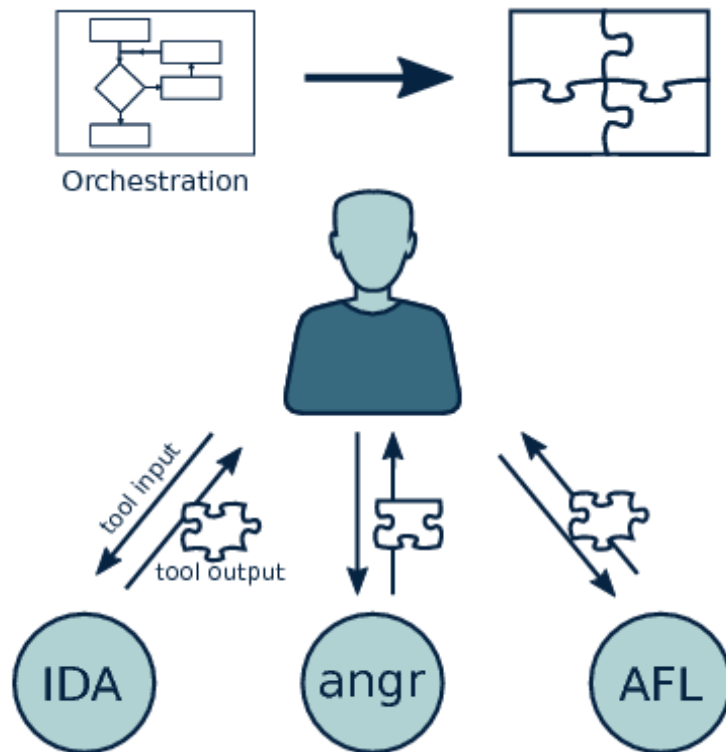 Orchestration
tool input
tool output
IDA
angr
AFL